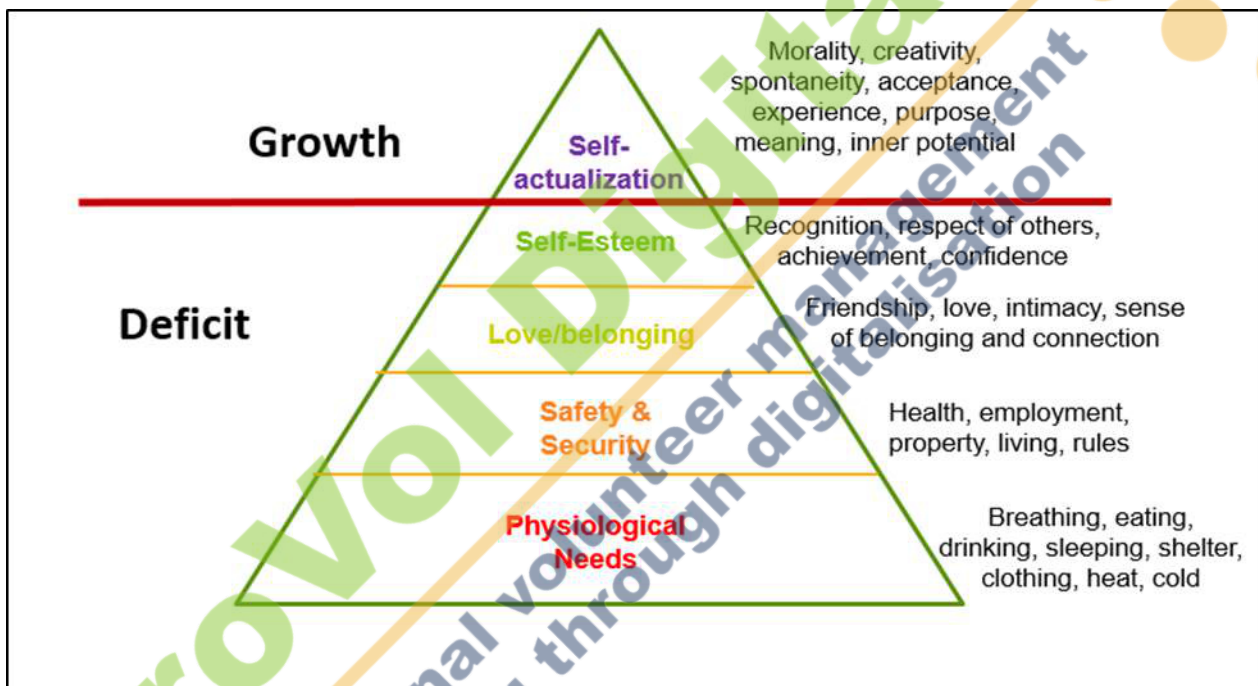 Growth
Self-
actualization
Morality, creativity,
spontaneity, acceptance,
experience, purpose,
meaning, inner potential
Deficit
Self-Esteem
Recognition, respect of others,
achievement, confidence
Love/belonging
Friendship, love, intimacy, sense
of belonging and connection
Safety &
Security
Health, employment,
property, living, rules
Physiological
Needs
Breathing, eating,
drinking, sleeping, shelter,
clothing, heat, cold
Vol Digita
volunteer management
through digitalisation